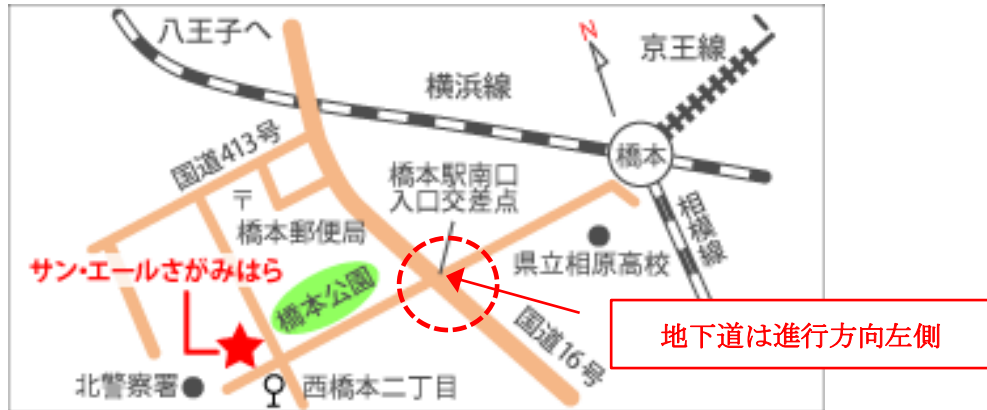 八王子へ
N
京王線
横浜線
国道413号
橋本
橋本駅南口
入口交差点
〒
橋本郵便局
相模線
県立相原高校
サン・エールさがみはら
橋本公園
国道16号
地下道は進行方向左側
北警察署
西橋本二丁目